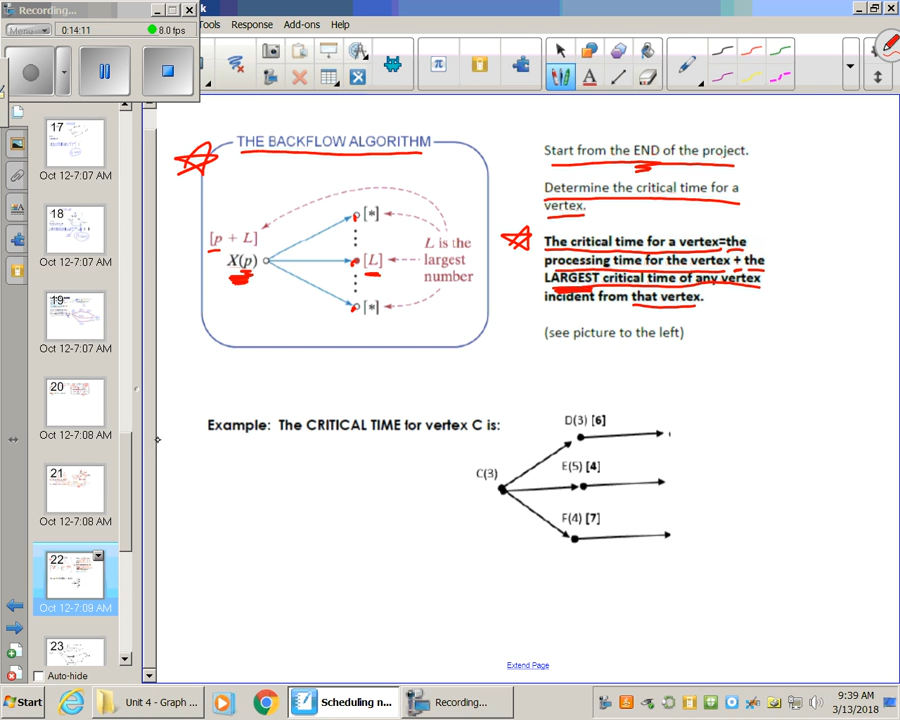 Recording...
k
Menu
0:14:11
8.0 fps
Tools
Response
Add-ons
Help
π
A
17
Oct 12-7:07 AM
18
Oct 12-7:07 AM
19
Oct 12-7:07 AM
20
Oct 12-7:08 AM
21
Oct 12-7:08 AM
22
Oct 12-7:09 AM
23
Auto-hide
THE BACKFLOW ALGORITHM
[p + L]
X(p)
[*]
[L]
[*]
L is the
largest
number
Start from the END of the project.
Determine the critical time for a
vertex.
The critical time for a vertex=the
processing time for the vertex + the
LARGEST critical time of any vertex
incident from that vertex.
(see picture to the left)
Example: The CRITICAL TIME for vertex C is:
D(3) [6]
C(3)
E(5) [4]
F(4) [7]
Extend Page
Start
Unit 4 - Graph ...
Scheduling n...
Recording...
9:39 AM
3/13/2018